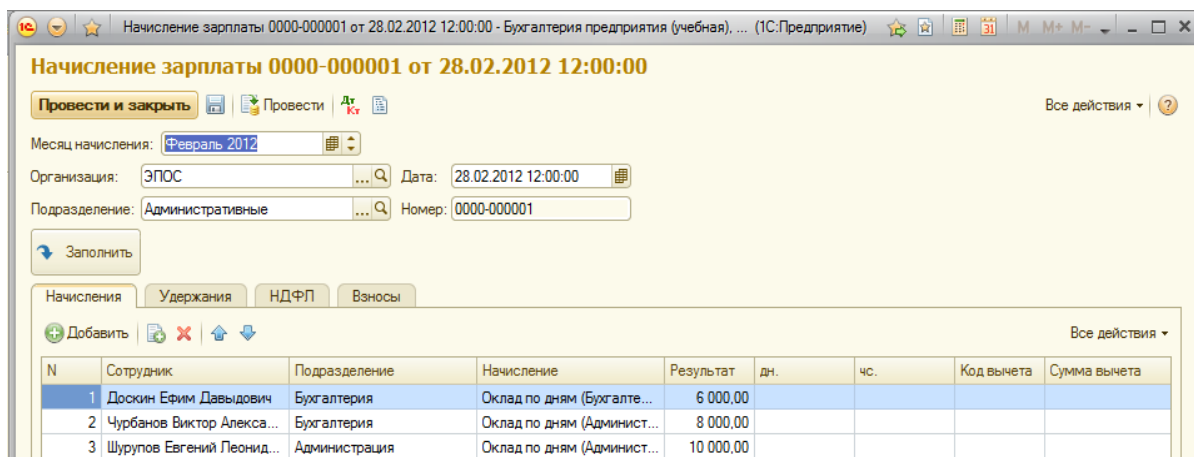 1С Начисление зарплаты 0000-000001 от 28.02.2012 12:00:00 - Бухгалтерия предприятия (учебная), ... (1С:Предприятие) 31 M M+ M-
Начисление зарплаты 0000-000001 от 28.02.2012 12:00:00
Провести и закрыть Провести Дт Кт Все действия ?
Месяц начисления: Февраль 2012
Организация: ЭПОС ... Дата: 28.02.2012 12:00:00
Подразделение: Административные ... Номер: 0000-000001
Заполнить
Начисления Удержания НДФЛ Взносы
Добавить Все действия
N Сотрудник Подразделение Начисление Результат дн. чс. Код вычета Сумма вычета
1 Доскин Ефим Давыдович Бухгалтерия Оклад по дням (Бухгалте... 6 000,00
2 Чурбанов Виктор Алекса... Бухгалтерия Оклад по дням (Админист... 8 000,00
3 Шурупов Евгений Леонид... Администрация Оклад по дням (Админист... 10 000,00